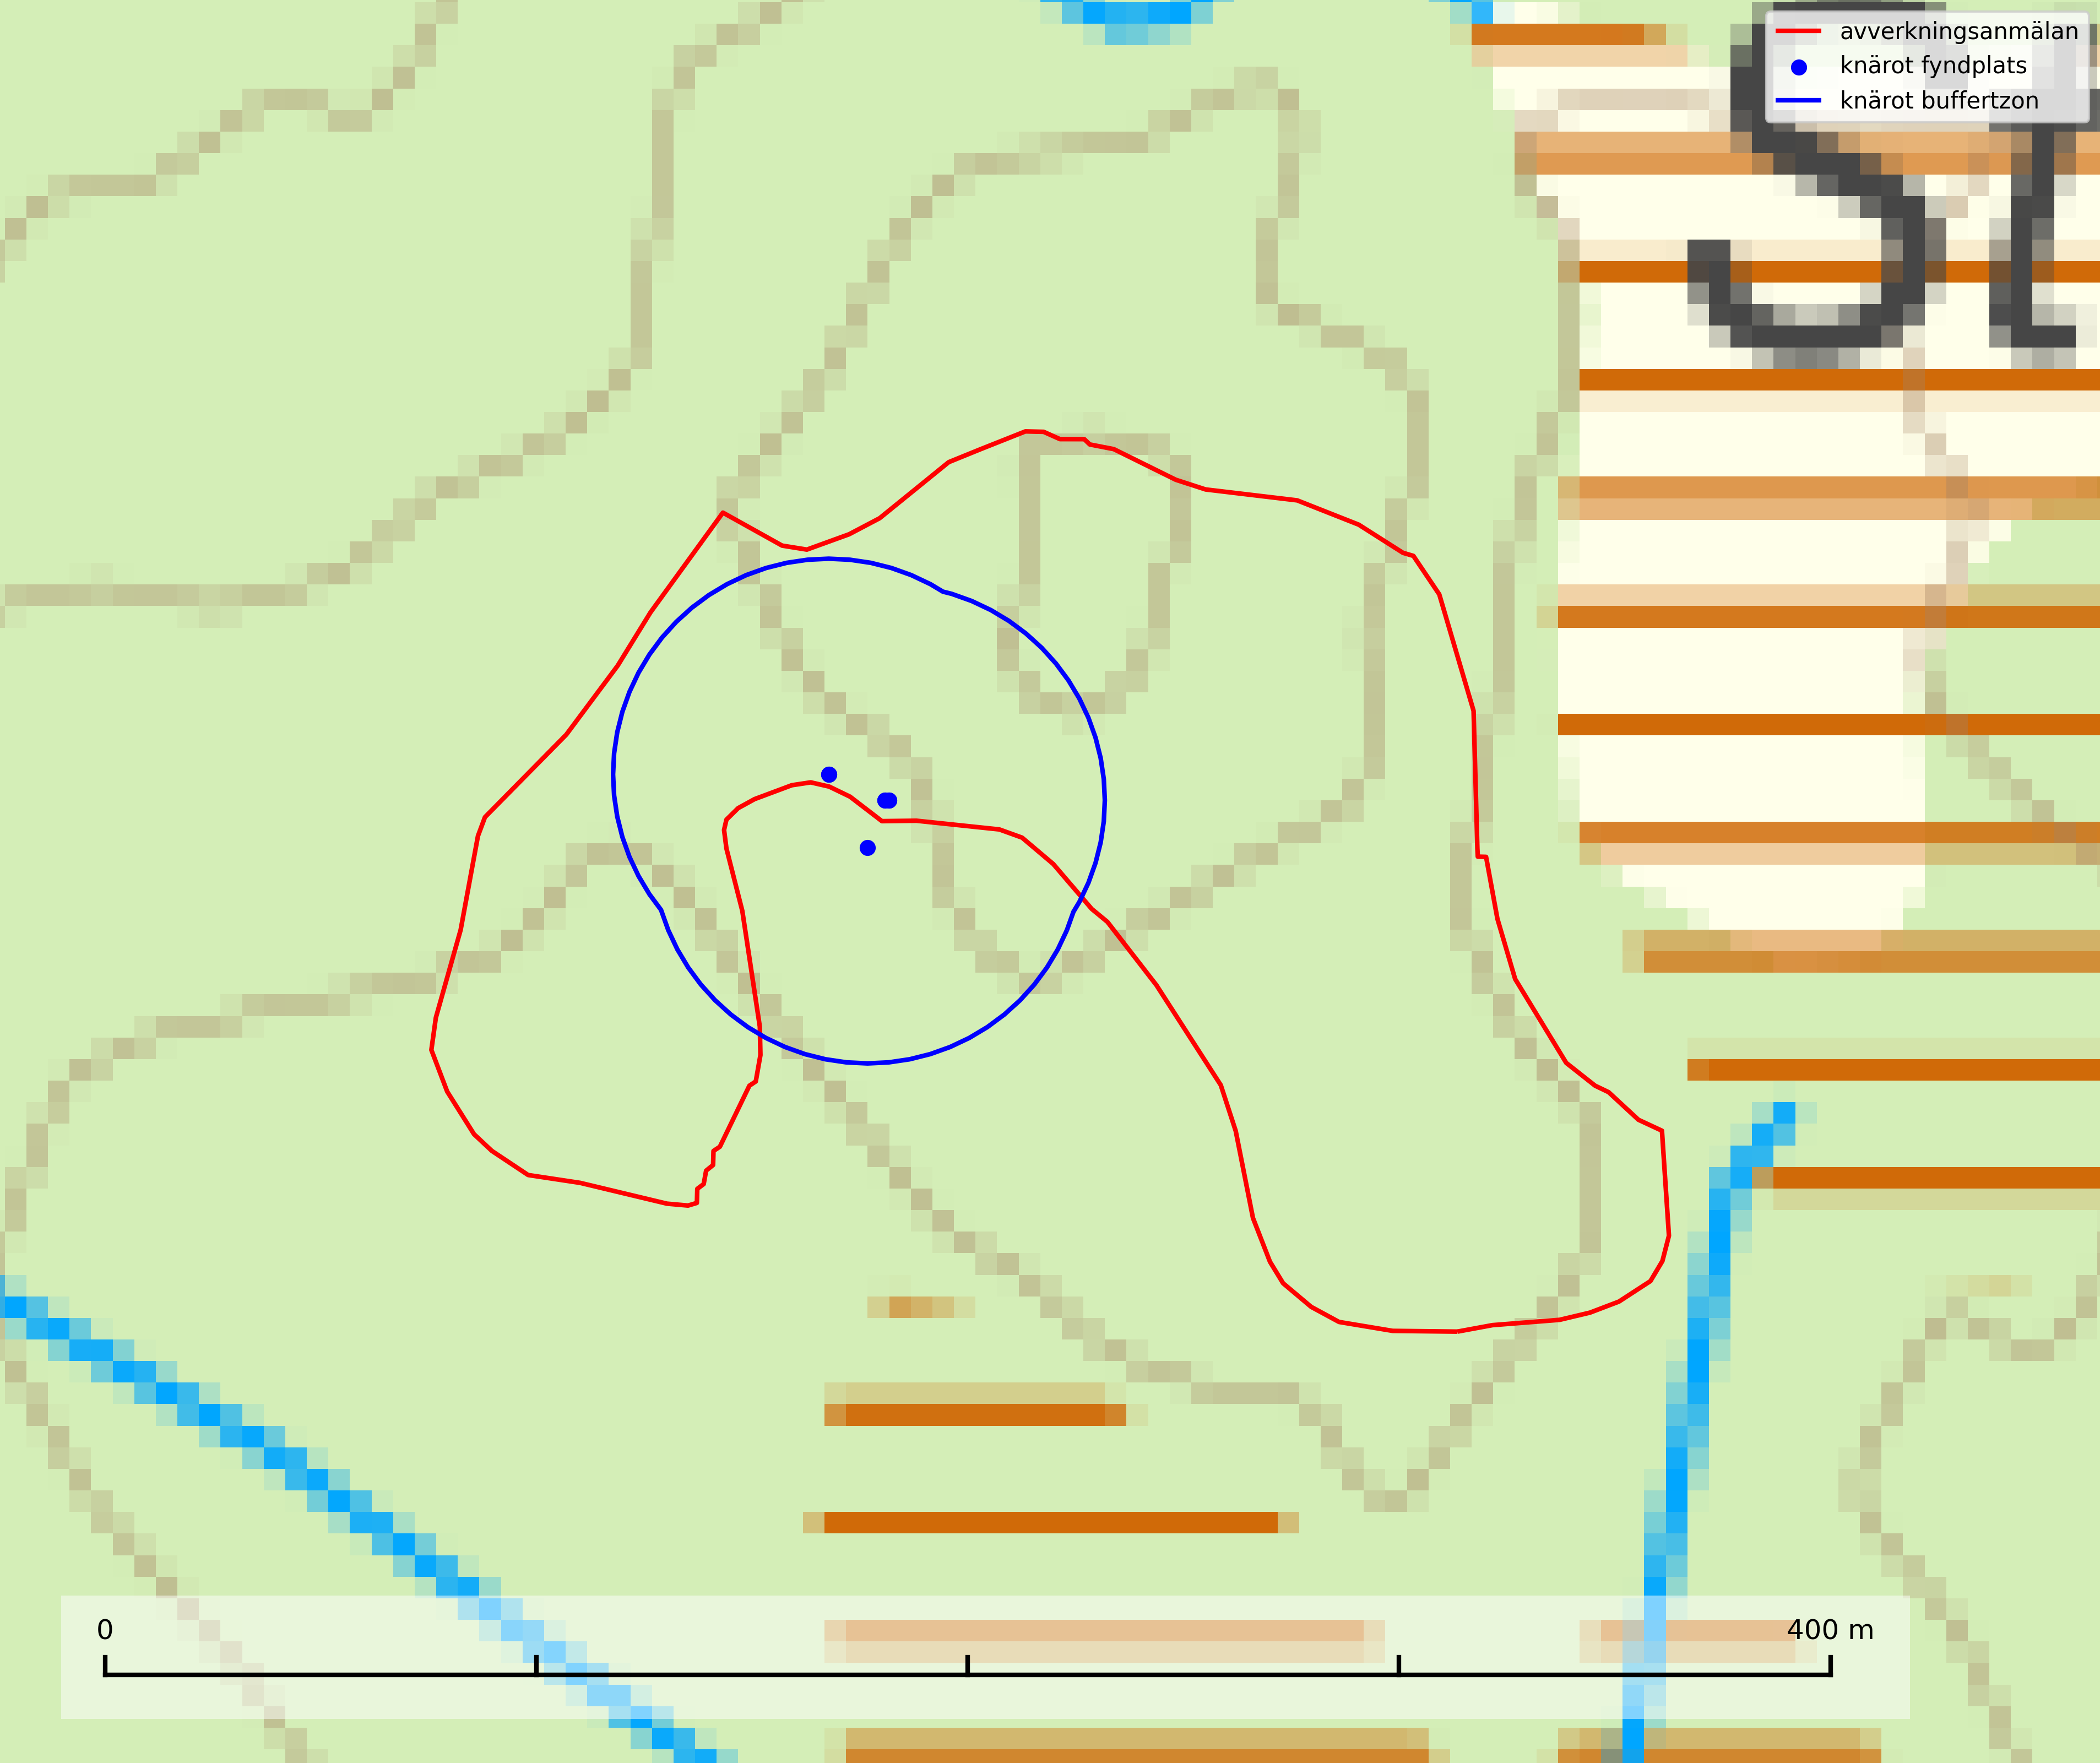 avverkningsanmälan
knärot fyndplats
knärot buffertzon
0
400 m